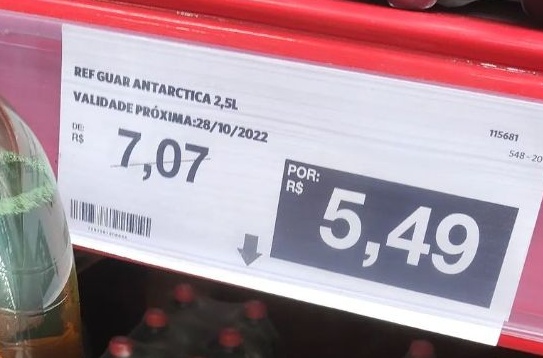 REF GUAR ANTARCTICA 2,5L
VALIDADE PRÓXIMA:28/10/2022
DE:
R$
7,07
POR:
R$
5,49
115681
548-20